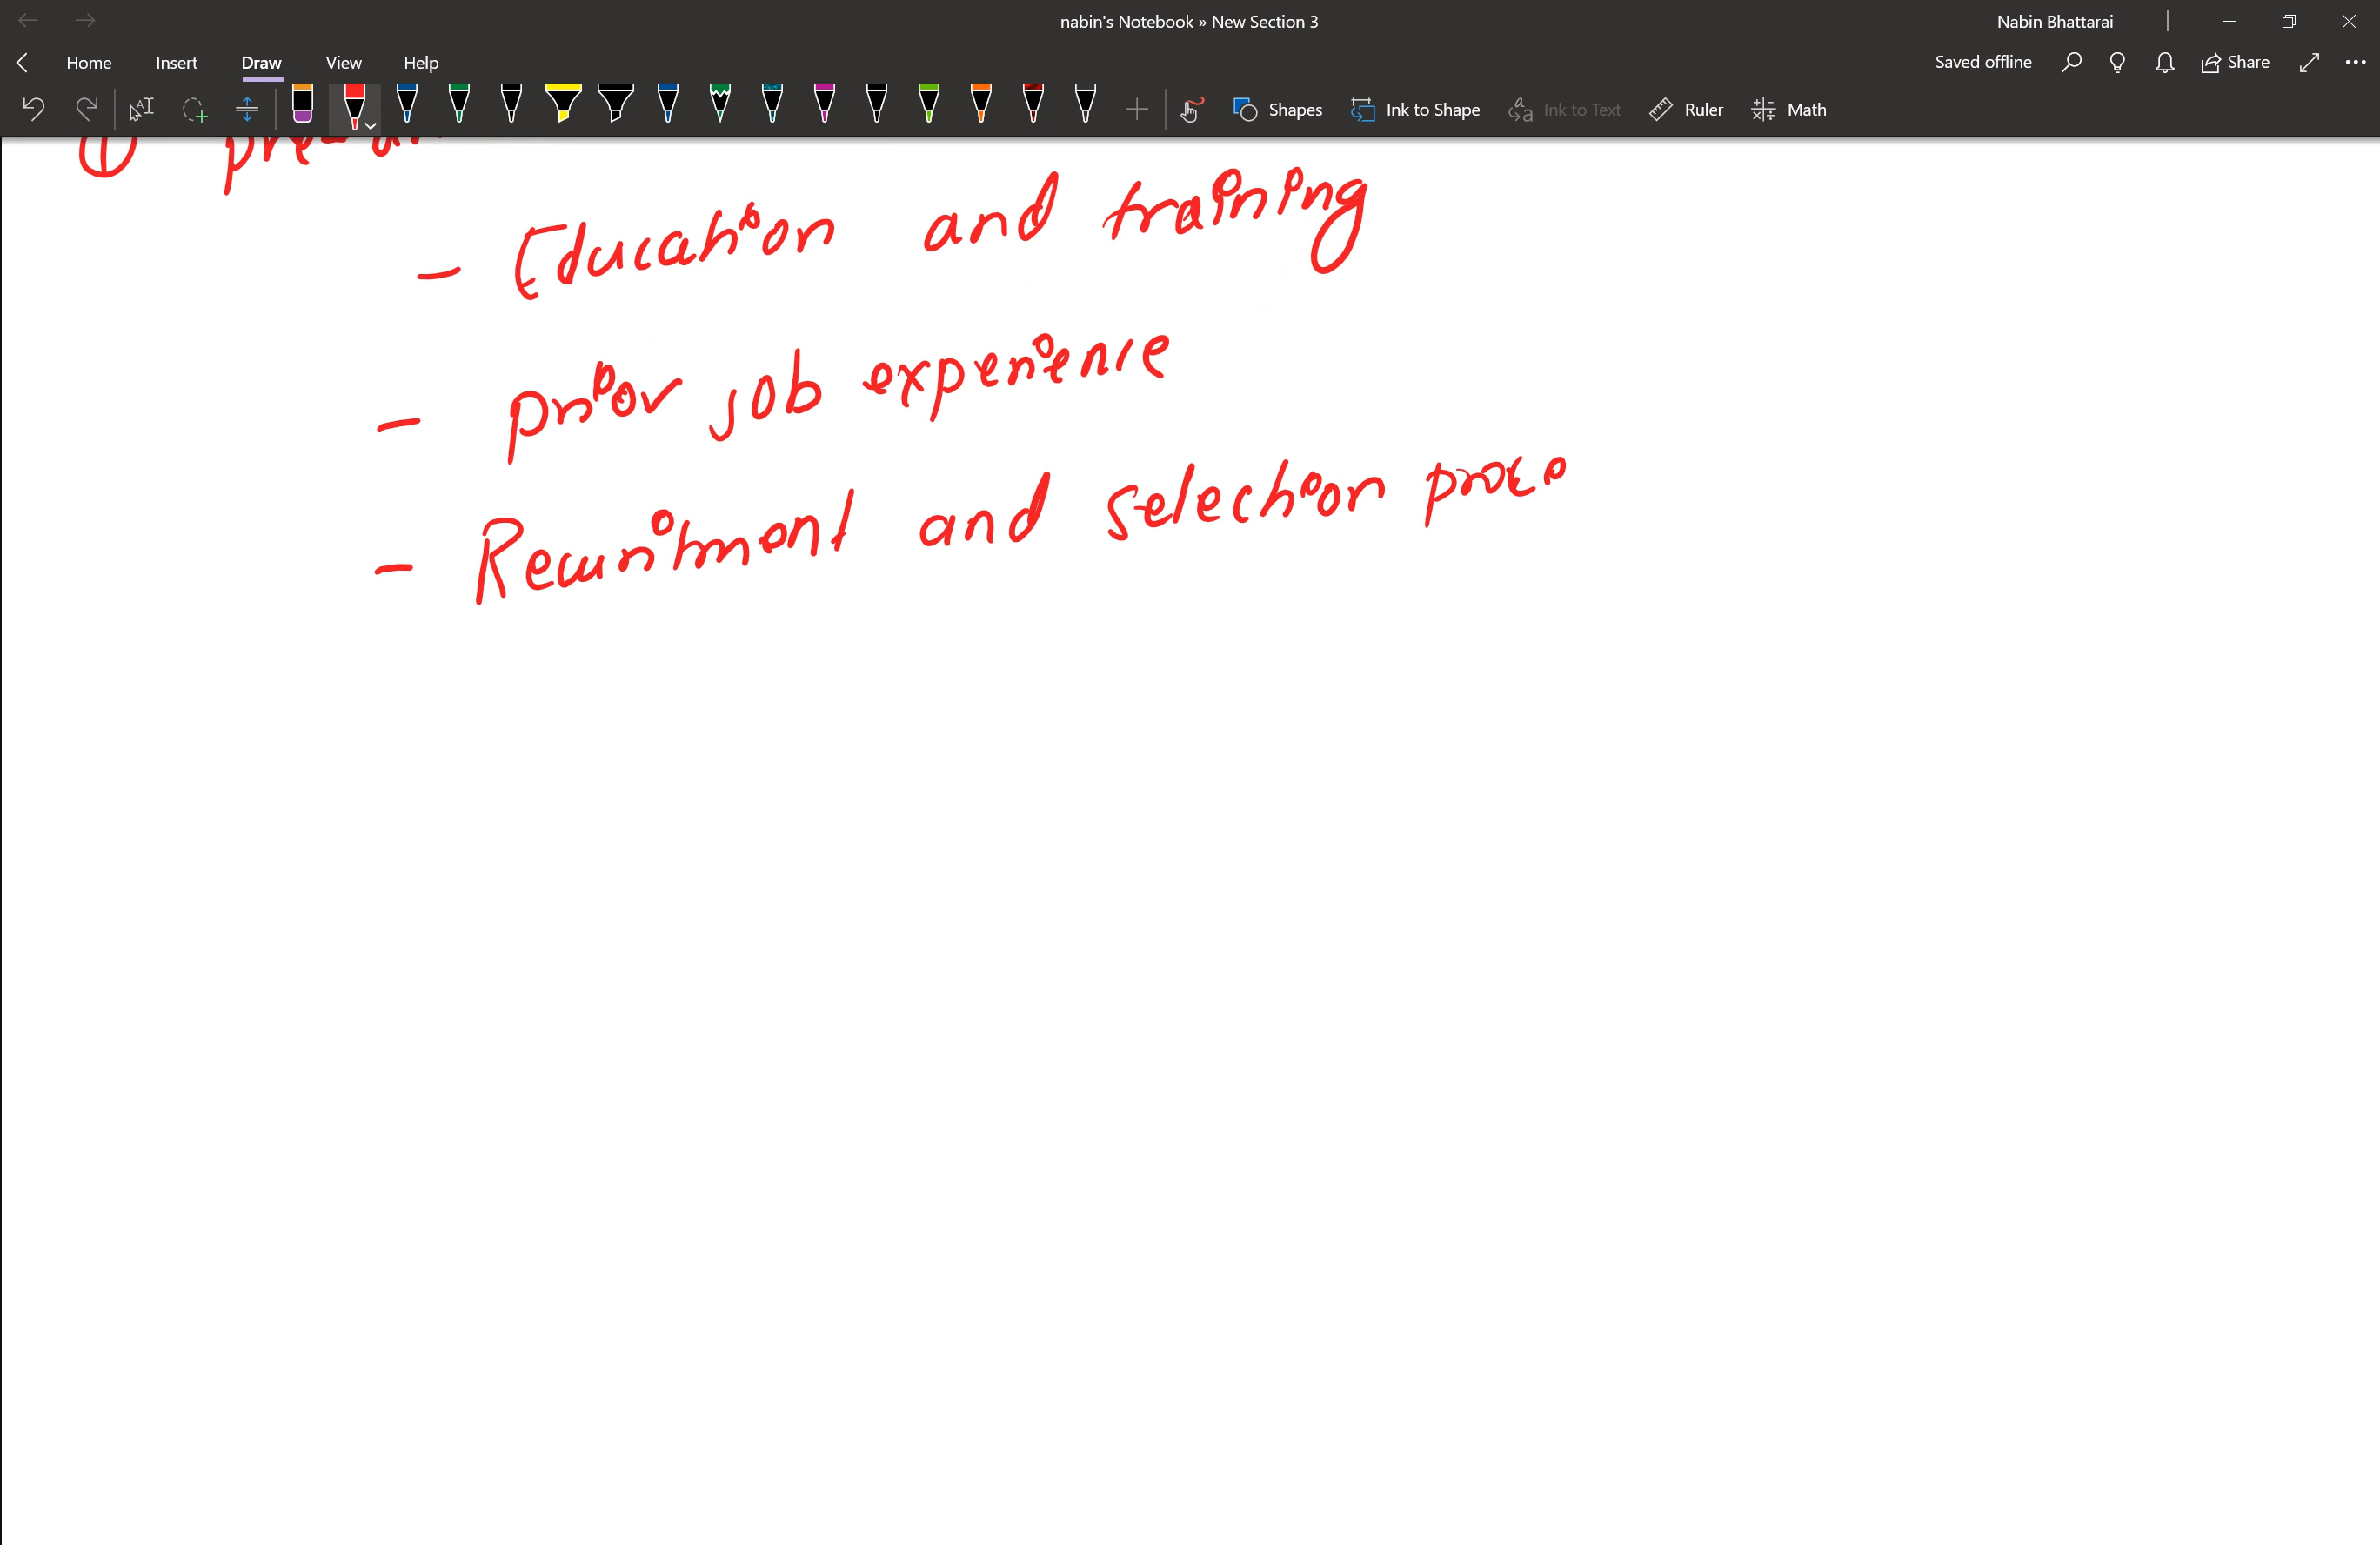 nabin's Notebook » New Section 3
Nabin Bhattarai
Home Insert Draw View Help
Saved offline
Share
Shapes Ink to Shape Ink to Text Ruler Math
- Education and training
- prior job experience
- Recruitment and selection proce